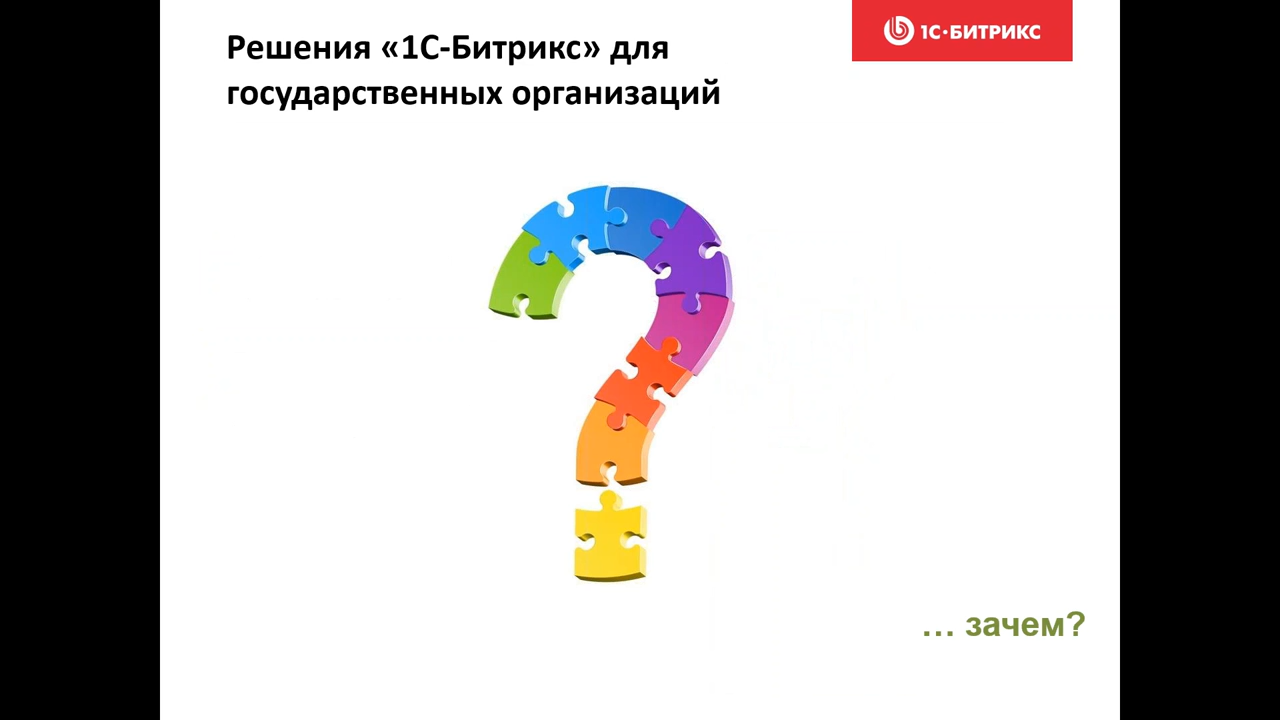 Решения «1С-Битрикс» для
государственных организаций
1С·БИТРИКС
… зачем?